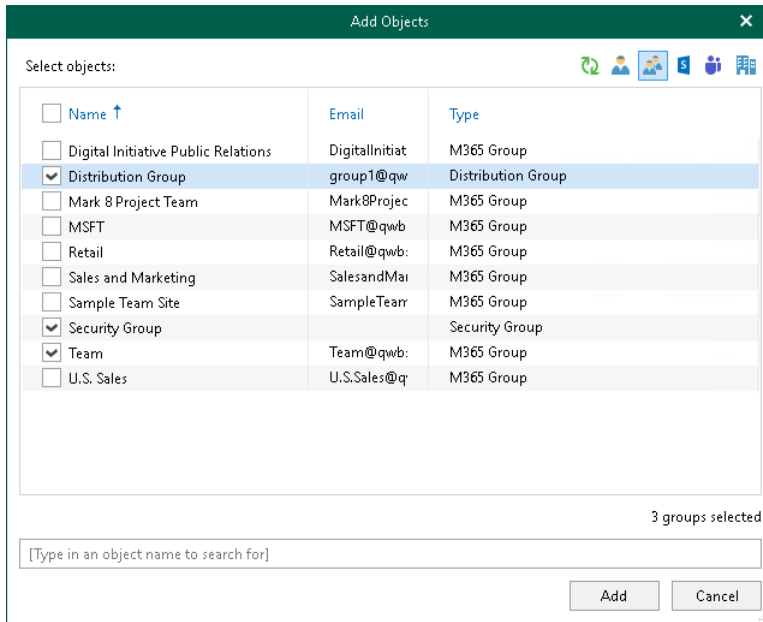 Add Objects
Select objects:
Name Email Type
Digital Initiative Public Relations DigitalInitiat M365 Group
Distribution Group group1@qw Distribution Group
Mark 8 Project Team Mark8Projec M365 Group
MSFT MSFT@qwb M365 Group
Retail Retail@qwb: M365 Group
Sales and Marketing SalesandMar M365 Group
Sample Team Site SampleTeam M365 Group
Security Group Security Group
Team Team@qwb: M365 Group
U.S. Sales U.S.Sales@q M365 Group
3 groups selected
[Type in an object name to search for]
Add Cancel